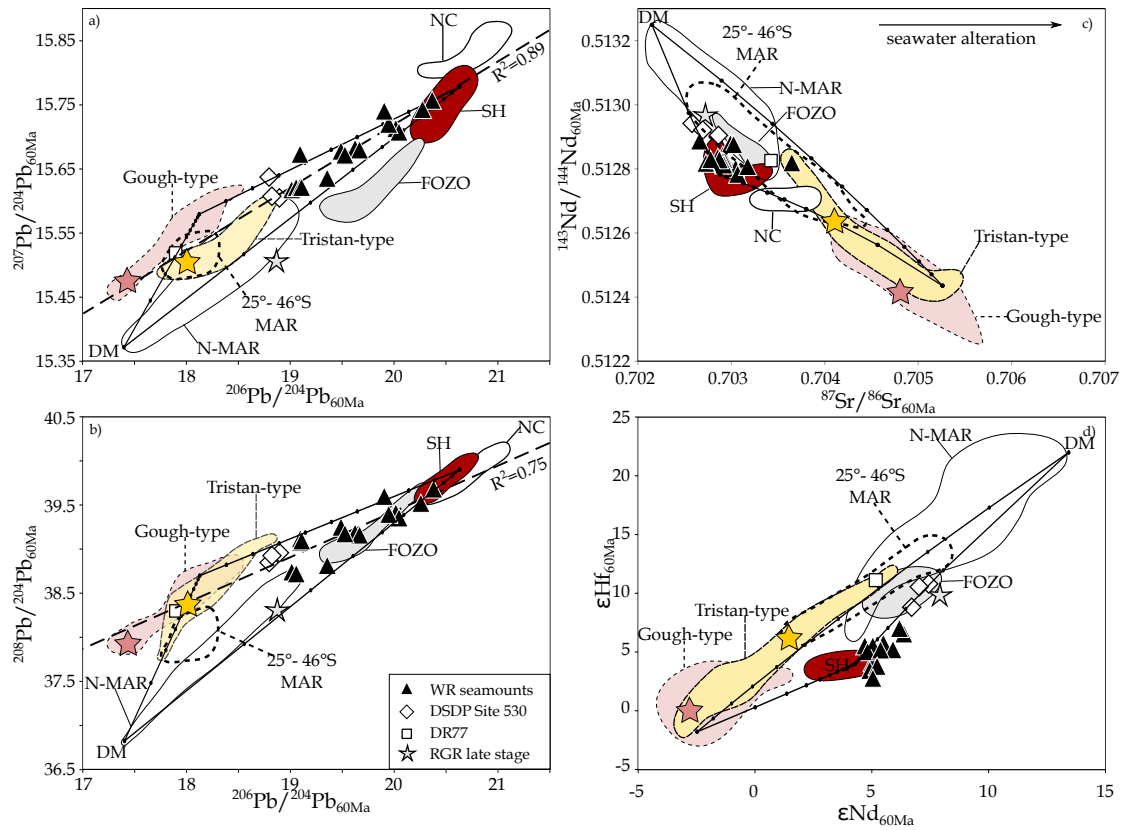 a)
NC
R²=0.89
SH
FOZO
Gough-type
Tristan-type
25°- 46°S
MAR
N-MAR
DM
15.85
15.75
15.66
15.55
15.45
15.35
²⁰⁷Pb/²⁰⁴Pb60Ma
17
18
19
20
21
²⁰⁶Pb/²⁰⁴Pb60Ma
c)
DM
25°- 46°S
MAR
seawater alteration
N-MAR
FOZO
SH
NC
Tristan-type
Gough-type
0.5132
0.5130
0.5128
0.5126
0.5124
0.5122
¹⁴³Nd/¹⁴⁴Nd60Ma
0.702
0.703
0.704
0.705
0.706
0.707
⁸⁷Sr/⁸⁶Sr60Ma
b)
NC
SH
R²=0.75
Tristan-type
Gough-type
FOZO
25°- 46°S
MAR
N-MAR
DM
40.5
39.5
38.5
37.5
36.5
²⁰⁸Pb/²⁰⁴Pb60Ma
17
18
19
20
21
²⁰⁶Pb/²⁰⁴Pb60Ma
WR seamounts
DSDP Site 530
DR77
RGR late stage
d)
N-MAR
DM
25°- 46°S
MAR
FOZO
Tristan-type
Gough-type
SH
25
20
15
10
5
0
-5
εHf60Ma
-5
0
5
10
15
εNd60Ma